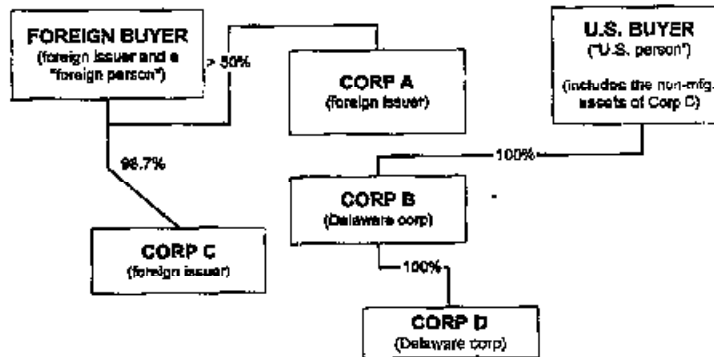 FOREIGN BUYER
(foreign issuer and a
"foreign person")
> 50%
CORP A
(foreign issuer)
U.S. BUYER
("U.S. person")
(includes the non-mfg.
assets of Corp C)
100%
98.7%
CORP B
(Delaware corp)
CORP C
(foreign issuer)
100%
CORP D
(Delaware corp)